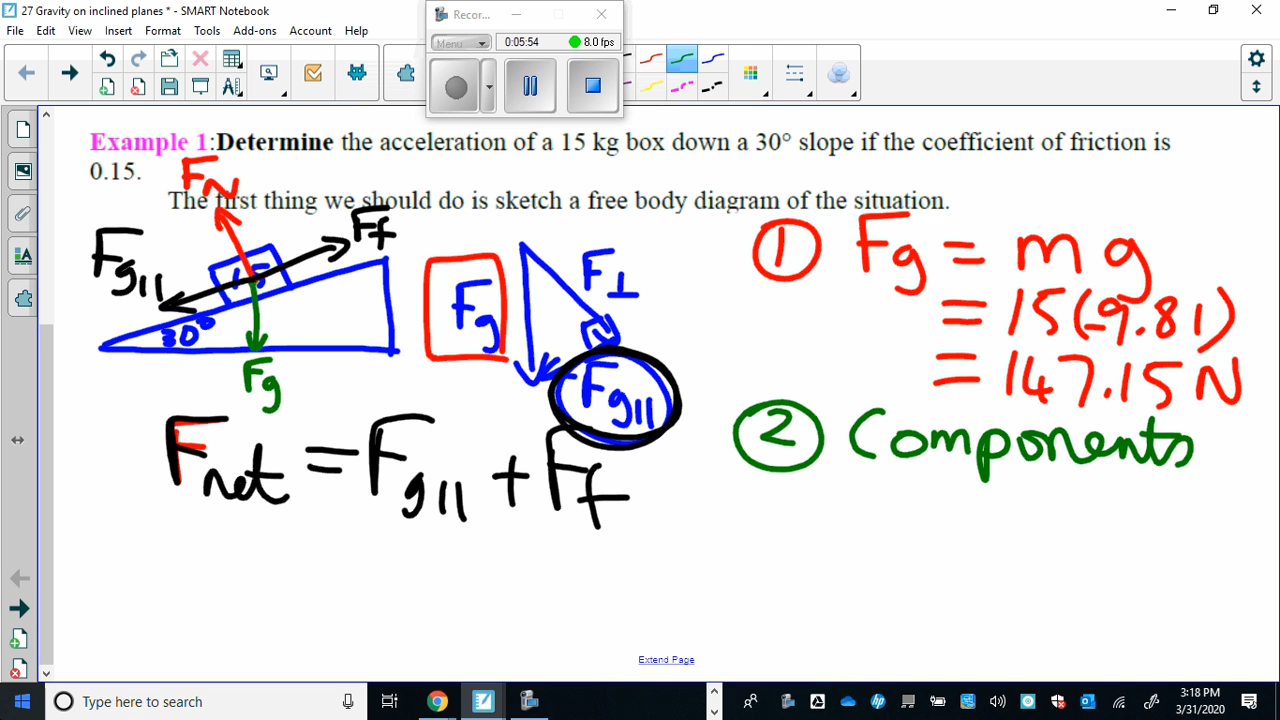 27 Gravity on inclined planes * - SMART Notebook
File Edit View Insert Format Tools Add-ons Account Help
Recor...
Menu 0:05:54 8.0 fps
Example 1:Determine the acceleration of a 15 kg box down a 30° slope if the coefficient of friction is
0.15.
The first thing we should do is sketch a free body diagram of the situation.
FN
Ff
Fg||
15
30°
Fg
Fg
F⊥
Fg||
Fnet = Fg|| + Ff
① Fg = mg
= 15(-9.81)
= 147.15 N
② Components
Extend Page
Type here to search
3:18 PM
3/31/2020